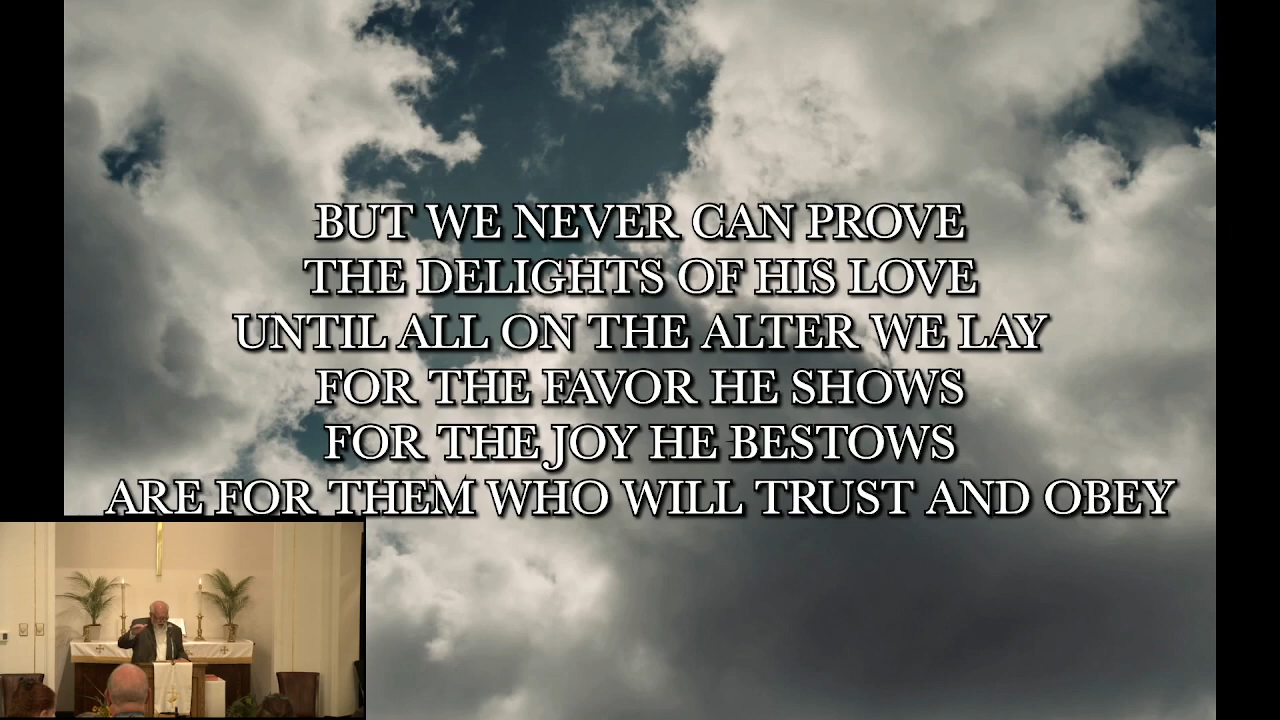 BUT WE NEVER CAN PROVE
THE DELIGHTS OF HIS LOVE
UNTIL ALL ON THE ALTER WE LAY
FOR THE FAVOR HE SHOWS
FOR THE JOY HE BESTOWS
ARE FOR THEM WHO WILL TRUST AND OBEY